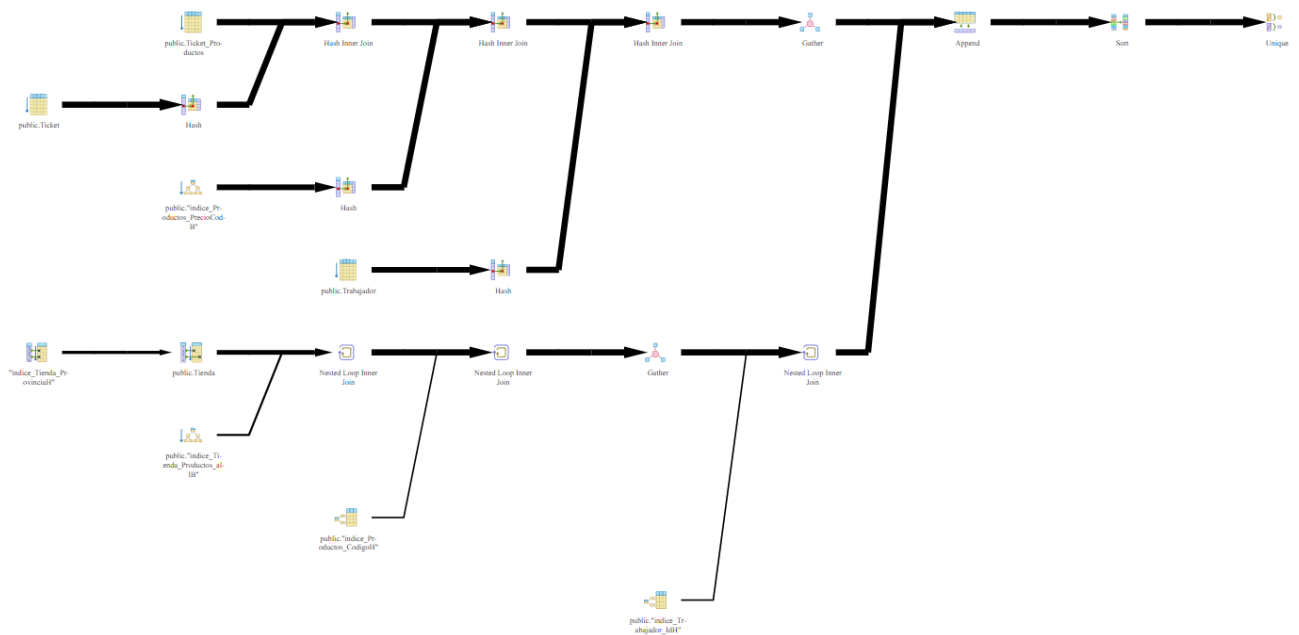 public.Ticket_Pro-
ductos
Hash Inner Join
Hash Inner Join
Hash Inner Join
Gather
Append
Sort
Unique
public.Ticket
Hash
public."indice_Pr-
oductos_PrecioCod-
B"
Hash
public.Trabajador
Hash
"indice_Tienda_Pr-
ovinciaH"
public.Tienda
Nested Loop Inner
Join
Nested Loop Inner
Join
Gather
Nested Loop Inner
Join
public."indice_Ti-
enda_Productos_al-
lB"
public."indice_Pr-
oductos_CodigoH"
public."indice_Tr-
abajador_IdH"